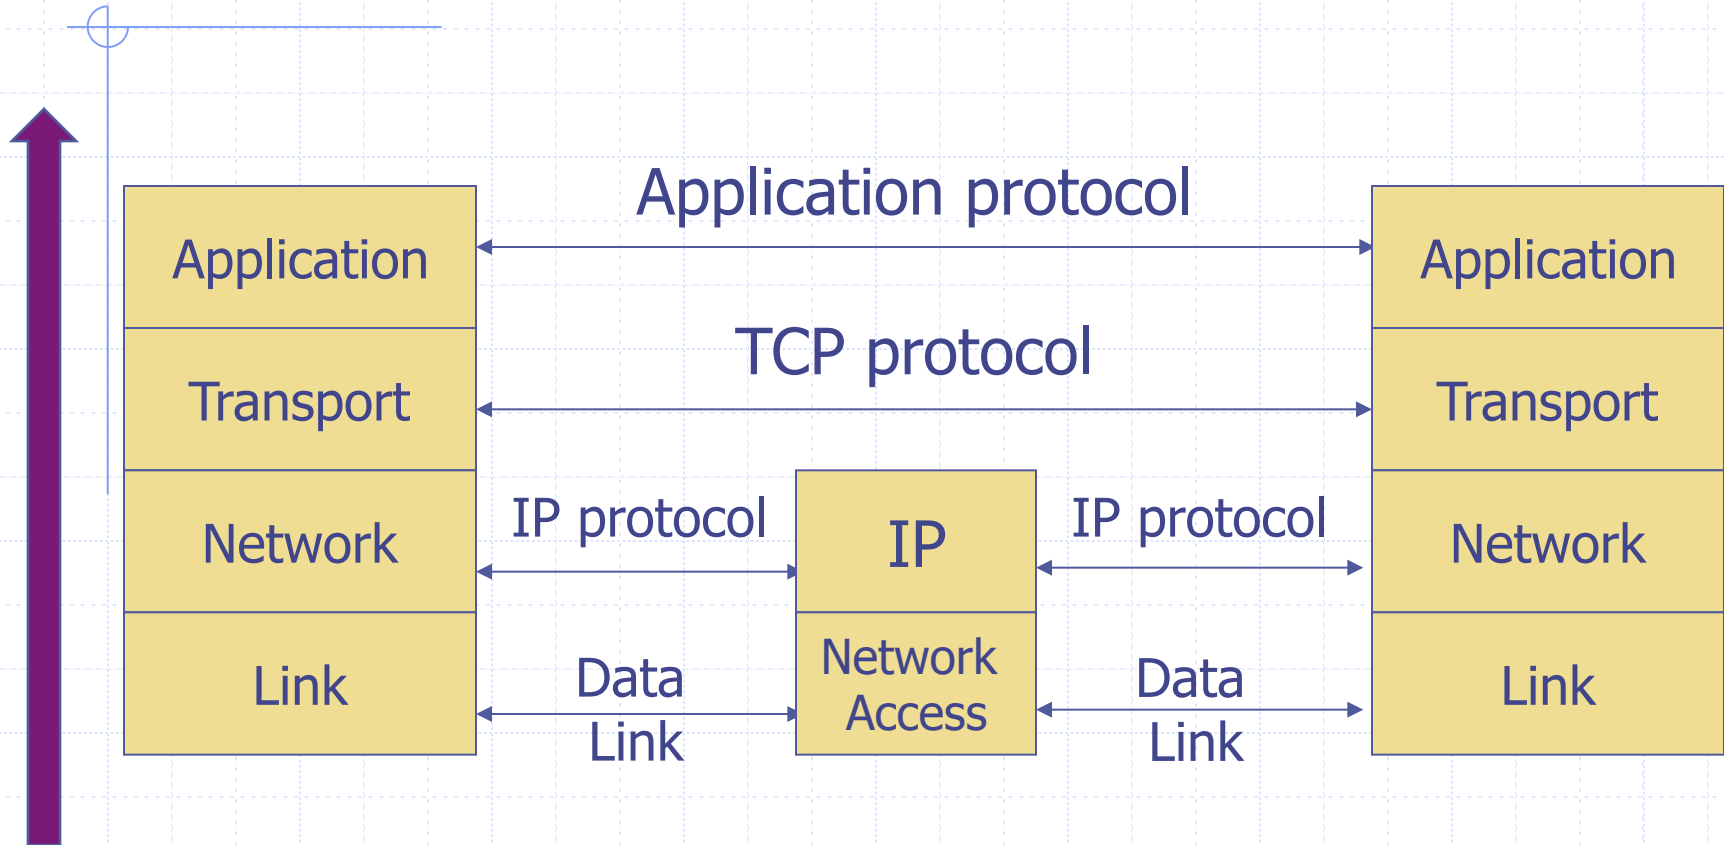 Application protocol
Application
Application
TCP protocol
Transport
Transport
IP protocol
IP protocol
Network
IP
Network
Data
Link
Network
Access
Data
Link
Link
Link